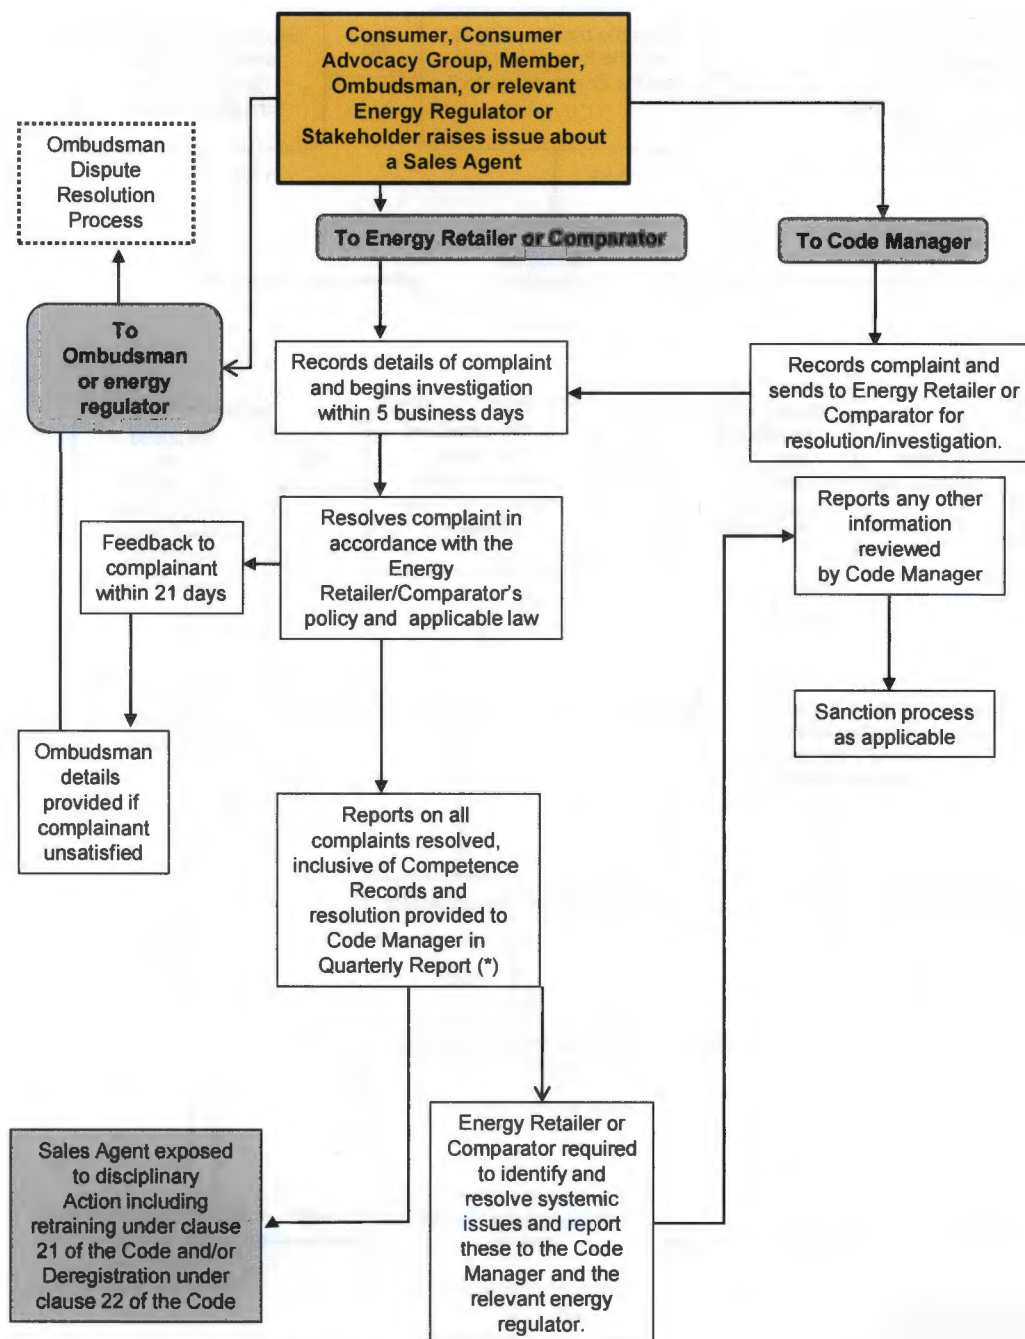 Consumer, Consumer
Advocacy Group, Member,
Ombudsman, or relevant
Energy Regulator or
Stakeholder raises issue about
a Sales Agent
Ombudsman
Dispute
Resolution
Process
To Energy Retailer or Comparator
To Code Manager
To
Ombudsman
or energy
regulator
Records details of complaint
and begins investigation
within 5 business days
Records complaint and
sends to Energy Retailer or
Comparator for
resolution/investigation.
Feedback to
complainant
within 21 days
Resolves complaint in
accordance with the
Energy
Retailer/Comparator's
policy and applicable law
Reports any other
information
reviewed
by Code Manager
Sanction process
as applicable
Ombudsman
details
provided if
complainant
unsatisfied
Reports on all
complaints resolved,
inclusive of Competence
Records and
resolution provided to
Code Manager in
Quarterly Report (*)
Sales Agent exposed
to disciplinary
Action including
retraining under clause
21 of the Code and/or
Deregistration under
clause 22 of the Code
Energy Retailer or
Comparator required
to identify and
resolve systemic
issues and report
these to the Code
Manager and the
relevant energy
regulator.